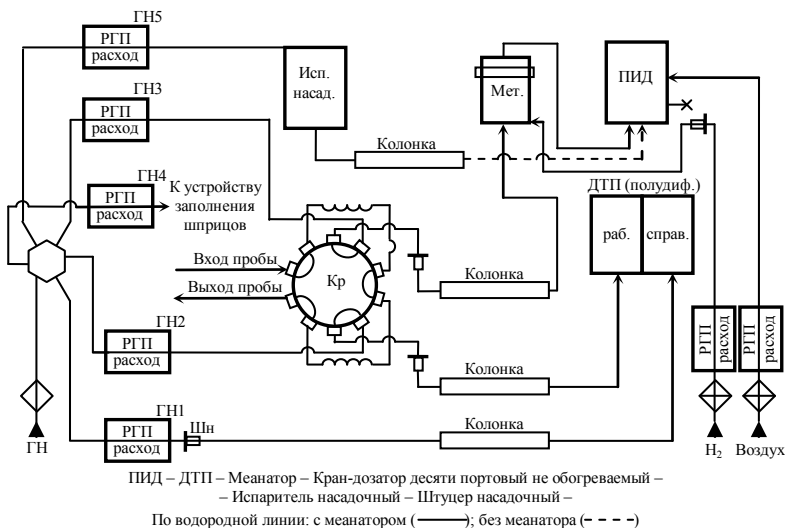 ГН5
РГП
расход
Исп.
насад.
Мет.
ПИД
ГН3
РГП
расход
Колонка
ГН4
РГП
расход
К устройству
заполнения
шприцов
ДТП (полудиф.)
раб.
справ.
Вход пробы
Выход пробы
Кр
Колонка
ГН2
РГП
расход
РГП
расход
РГП
расход
Колонка
ГН1
РГП
расход
Шн
Колонка
ГН
H₂
Воздух
ПИД – ДТП – Меанатор – Кран-дозатор десяти портовый не обогреваемый –
– Испаритель насадочный – Штуцер насадочный –
По водородной линии: с меанатором (———); без меанатора (– – – –)